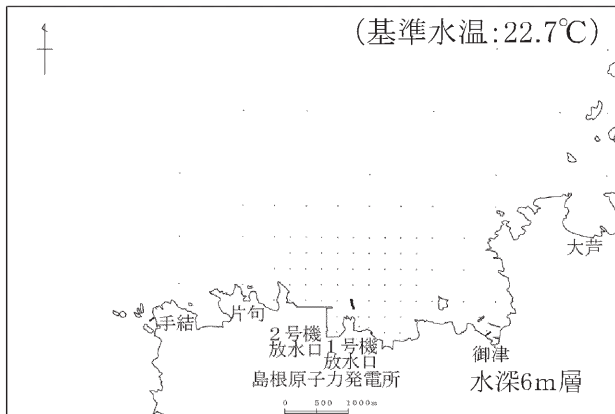 (基準水温:22.7℃)
大芦
手結
片句
2号機
放水口
1号機
放水口
御津
島根原子力発電所
水深6m層
0 500 1000m